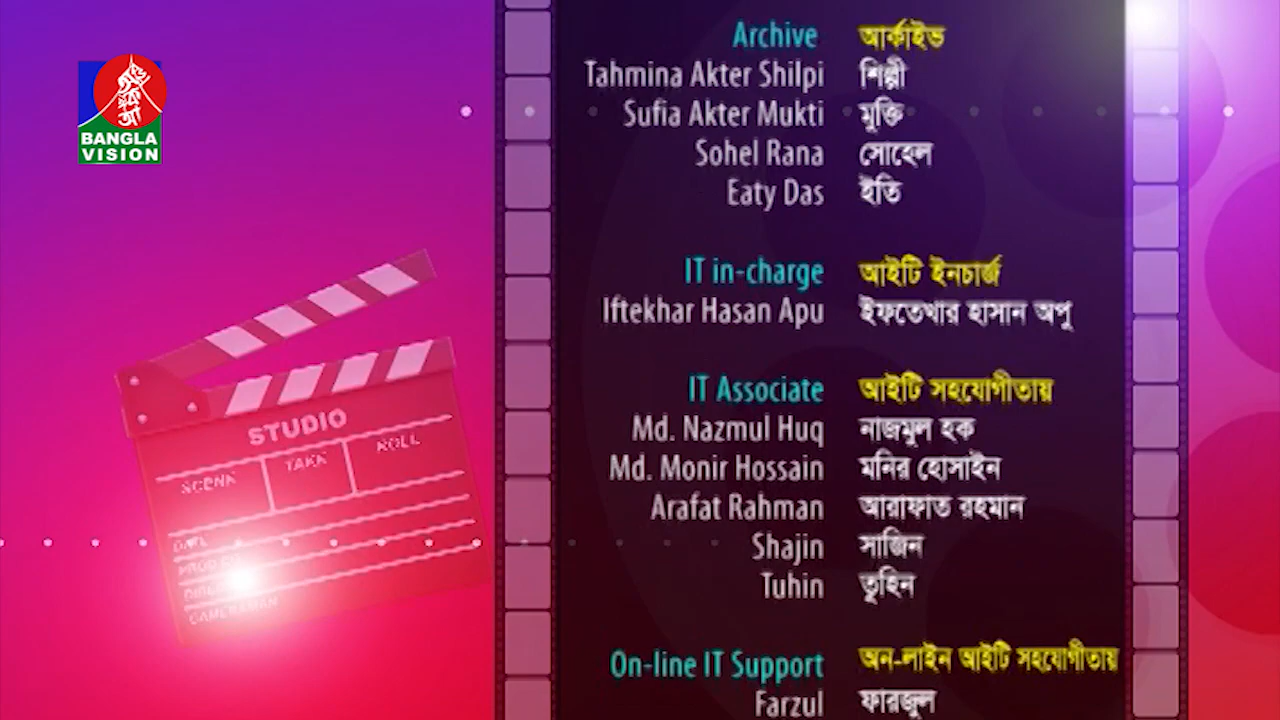 BANGLA
VISION
Archive আর্কাইভ
Tahmina Akter Shilpi শিল্পী
Sufia Akter Mukti মুক্তি
Sohel Rana সোহেল
Eaty Das ইতি
IT in-charge আইটি ইনচার্জ
Iftekhar Hasan Apu ইফতেখার হাসান অপু
IT Associate আইটি সহযোগীতায়
Md. Nazmul Huq নাজমুল হক
Md. Monir Hossain মনির হোসাইন
Arafat Rahman আরাফাত রহমান
Shajin সাজিন
Tuhin তুহিন
On-line IT Support অন-লাইন আইটি সহযোগীতায়
Farzul ফারজুল
STUDIO
SCENE TAKE ROLL
DATE
CAMERAMAN